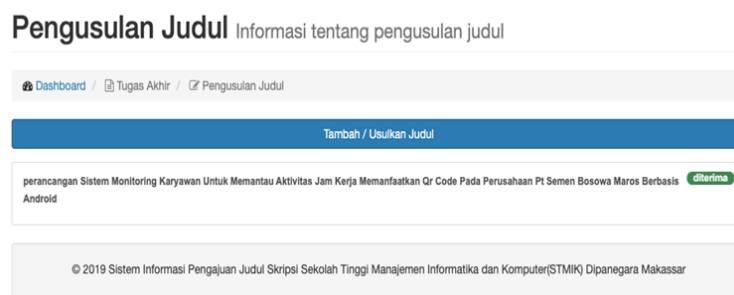 Pengusulan Judul Informasi tentang pengusulan judul
Dashboard / Tugas Akhir / Pengusulan Judul
Tambah / Usulkan Judul
perancangan Sistem Monitoring Karyawan Untuk Memantau Aktivitas Jam Kerja Memanfaatkan Qr Code Pada Perusahaan Pt Semen Bosowa Maros Berbasis diterima
Android
© 2019 Sistem Informasi Pengajuan Judul Skripsi Sekolah Tinggi Manajemen Informatika dan Komputer(STMIK) Dipanegara Makassar